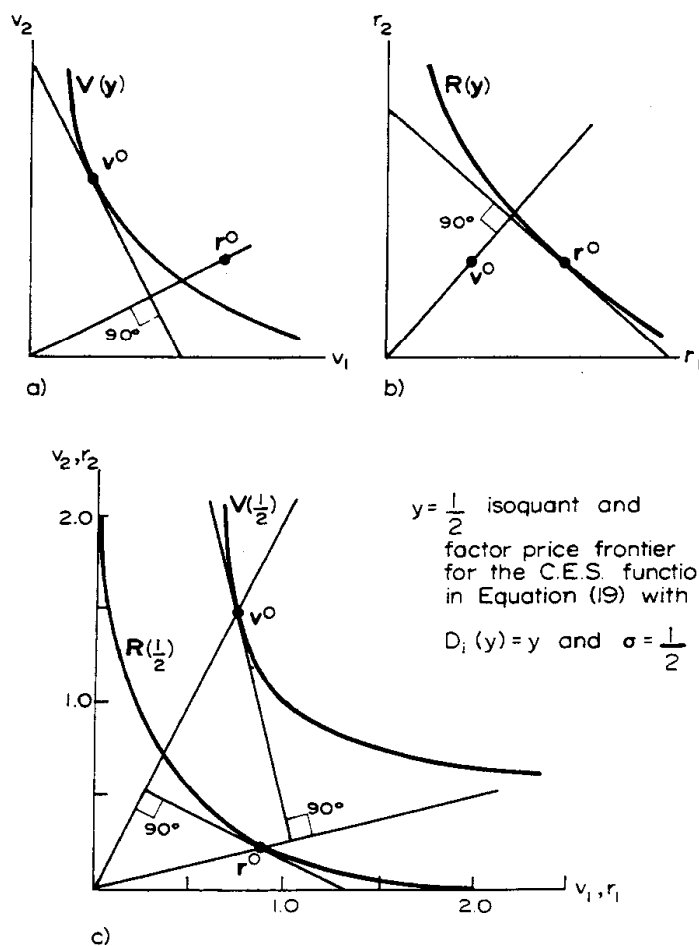 v₂
V(y)
v⁰
r⁰
90°
v₁
a)
r₂
R(y)
90°
r⁰
v⁰
r₁
b)
v₂,r₂
2.0
V(½)
v⁰
R(½)
1.0
90°
90°
r⁰
1.0
2.0
v₁,r₁
c)
y=½ isoquant and
factor price frontier
for the C.E.S. functio
in Equation (19) with
Dᵢ(y)=y and σ=½